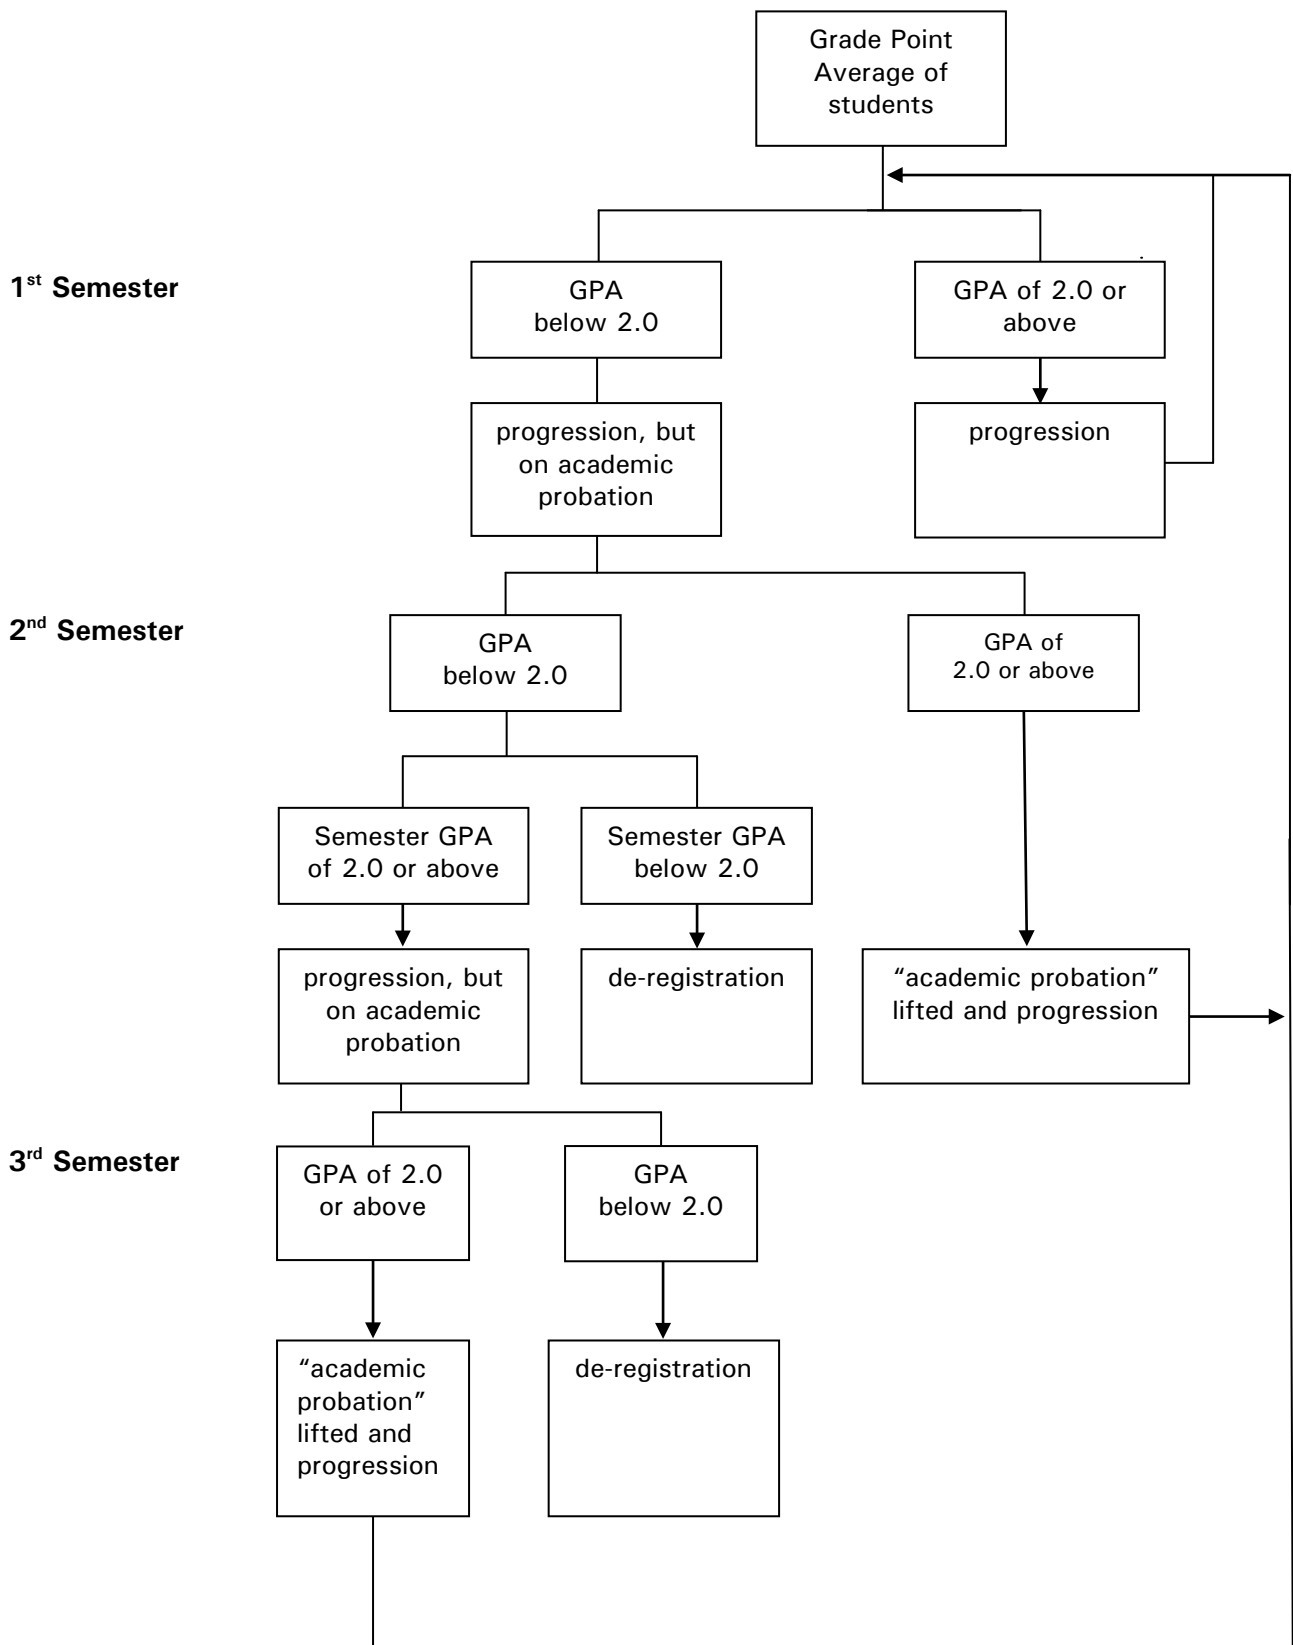 Grade Point
Average of
students
1st Semester
GPA
below 2.0
GPA of 2.0 or
above
progression, but
on academic
probation
progression
2nd Semester
GPA
below 2.0
GPA of
2.0 or above
Semester GPA
of 2.0 or above
Semester GPA
below 2.0
progression, but
on academic
probation
de-registration
“academic probation”
lifted and progression
3rd Semester
GPA of 2.0
or above
GPA
below 2.0
“academic
probation”
lifted and
progression
de-registration